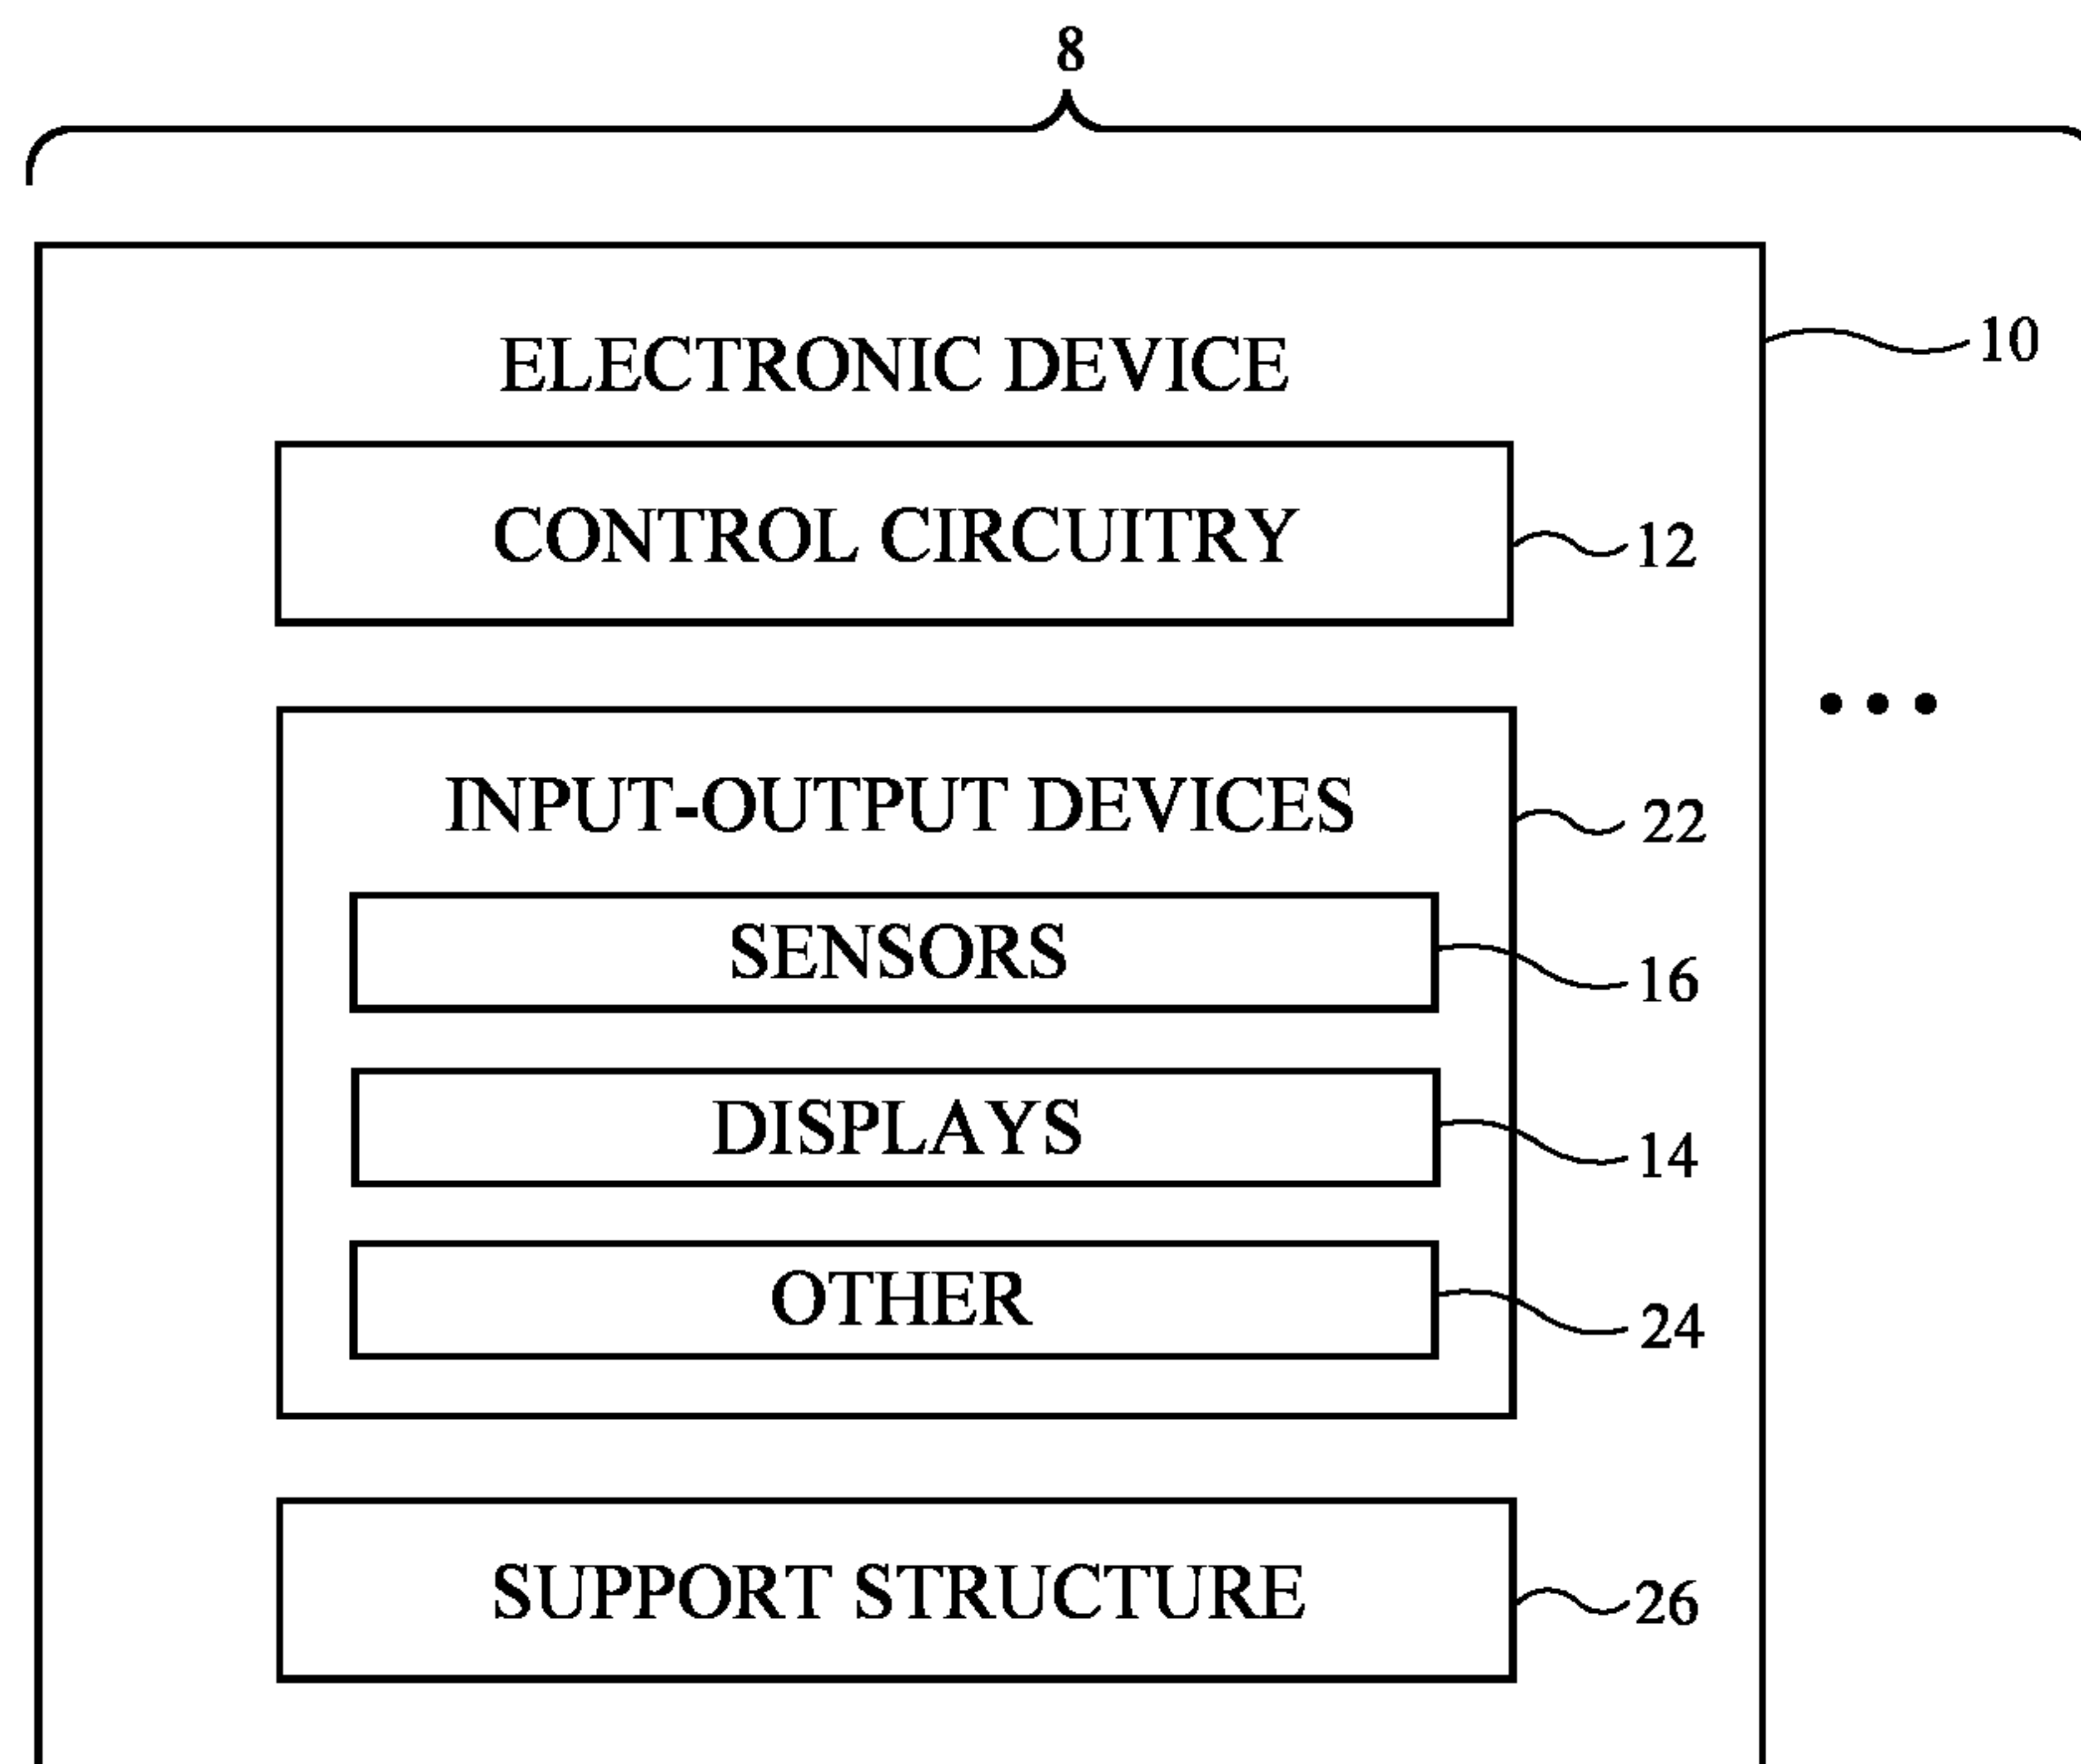 8
ELECTRONIC DEVICE
10
CONTROL CIRCUITRY
12
INPUT-OUTPUT DEVICES
22
SENSORS
16
DISPLAYS
14
OTHER
24
SUPPORT STRUCTURE
26